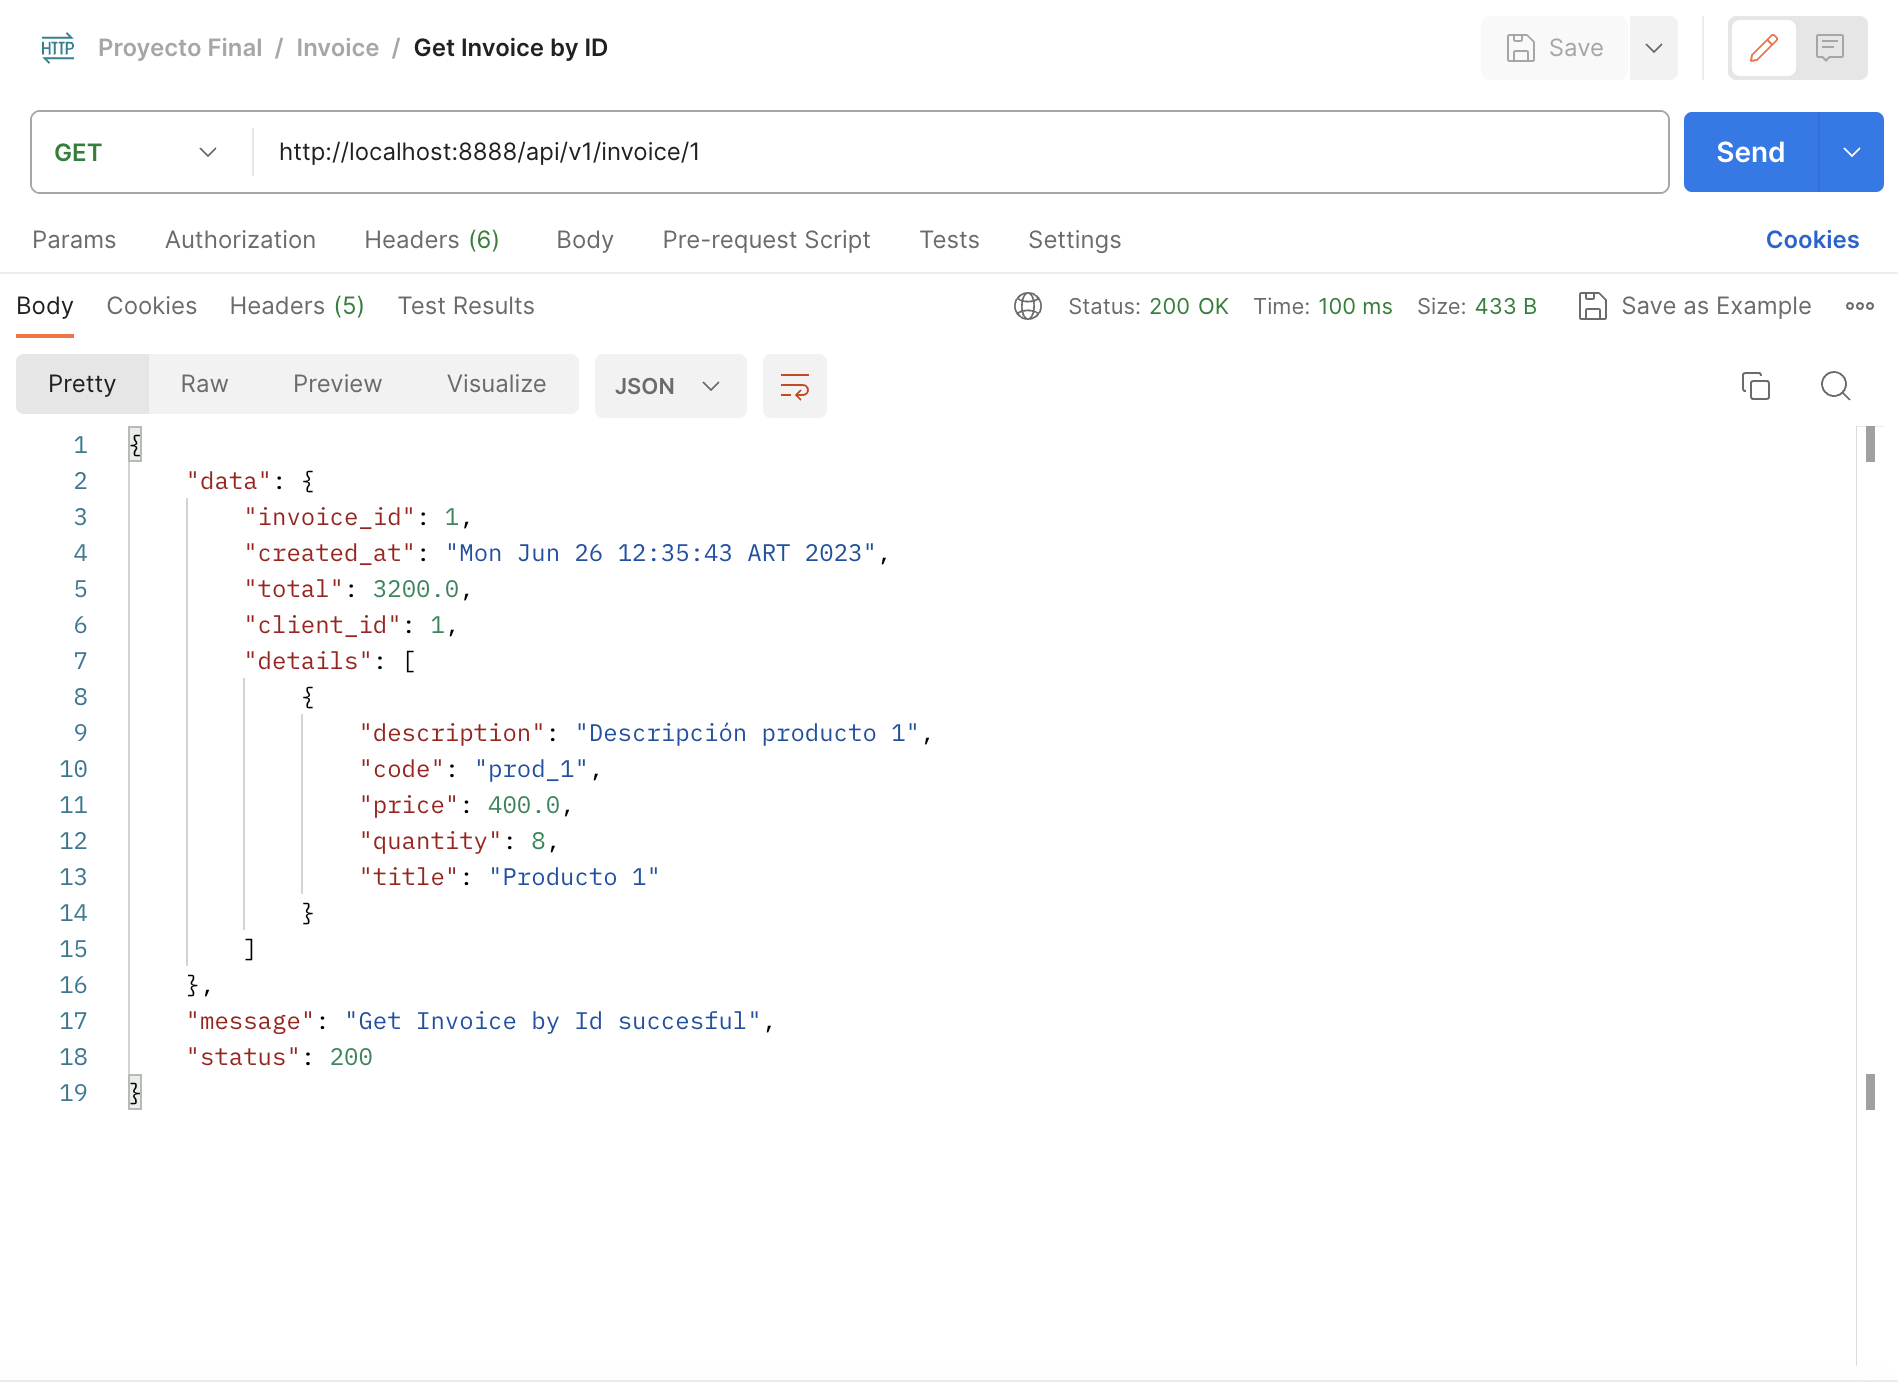 HTTP Proyecto Final / Invoice / Get Invoice by ID Save
GET http://localhost:8888/api/v1/invoice/1 Send
Params Authorization Headers (6) Body Pre-request Script Tests Settings Cookies
Body Cookies Headers (5) Test Results Status: 200 OK Time: 100 ms Size: 433 B Save as Example
Pretty Raw Preview Visualize JSON
1 {
2 "data": {
3 "invoice_id": 1,
4 "created_at": "Mon Jun 26 12:35:43 ART 2023",
5 "total": 3200.0,
6 "client_id": 1,
7 "details": [
8 {
9 "description": "Descripción producto 1",
10 "code": "prod_1",
11 "price": 400.0,
12 "quantity": 8,
13 "title": "Producto 1"
14 }
15 ]
16 },
17 "message": "Get Invoice by Id succesful",
18 "status": 200
19 }